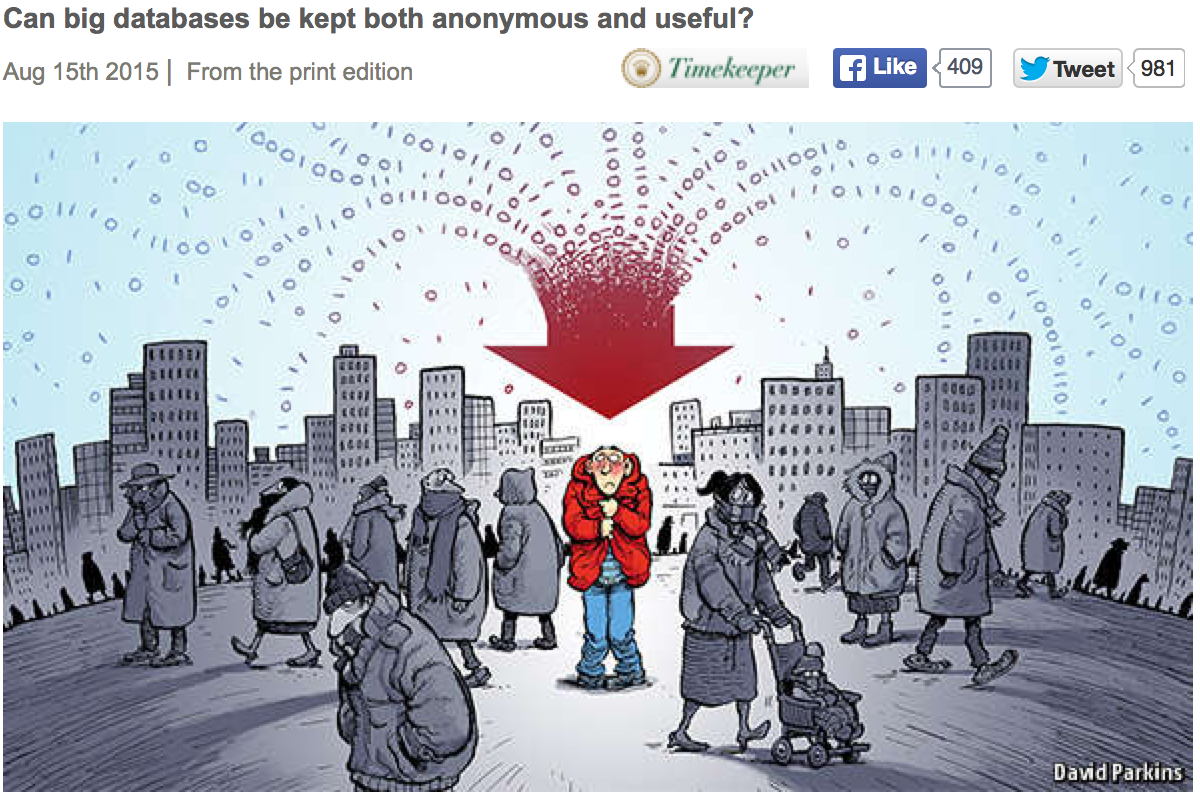 Can big databases be kept both anonymous and useful?
Aug 15th 2015 | From the print edition
Timekeeper
Like 409
Tweet 981
David Parkins